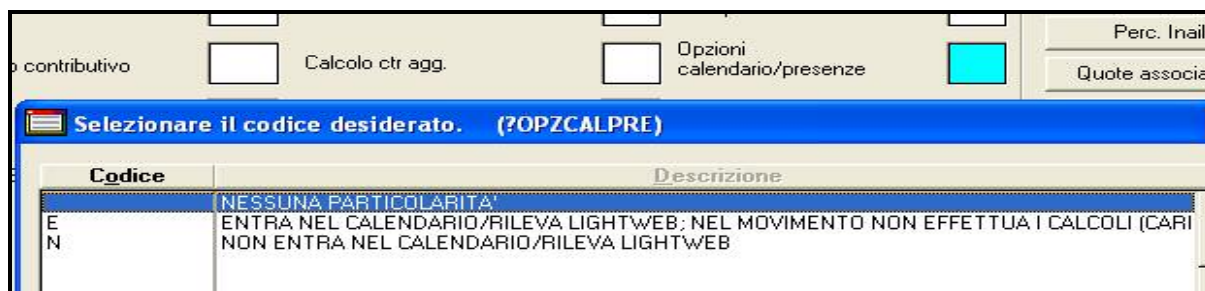 Perc. Inail
contributivo Calcolo ctr agg. Opzioni calendario/presenze
Quote associa
Selezionare il codice desiderato. (?OPZCALPRE)
Codice Descrizione
NESSUNA PARTICOLARITA'
E ENTRA NEL CALENDARIO/RILEVA LIGHTWEB; NEL MOVIMENTO NON EFFETTUA I CALCOLI (CARI
N NON ENTRA NEL CALENDARIO/RILEVA LIGHTWEB